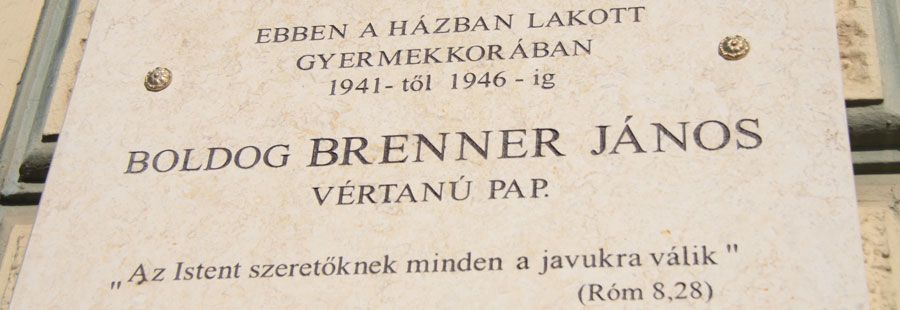 EBBEN A HÁZBAN LAKOTT
GYERMEKKORÁBAN
1941- től 1946 - ig
BOLDOG BRENNER JÁNOS
VÉRTANÚ PAP.
„Az Istent szeretőknek minden a javukra válik "
(Róm 8,28)